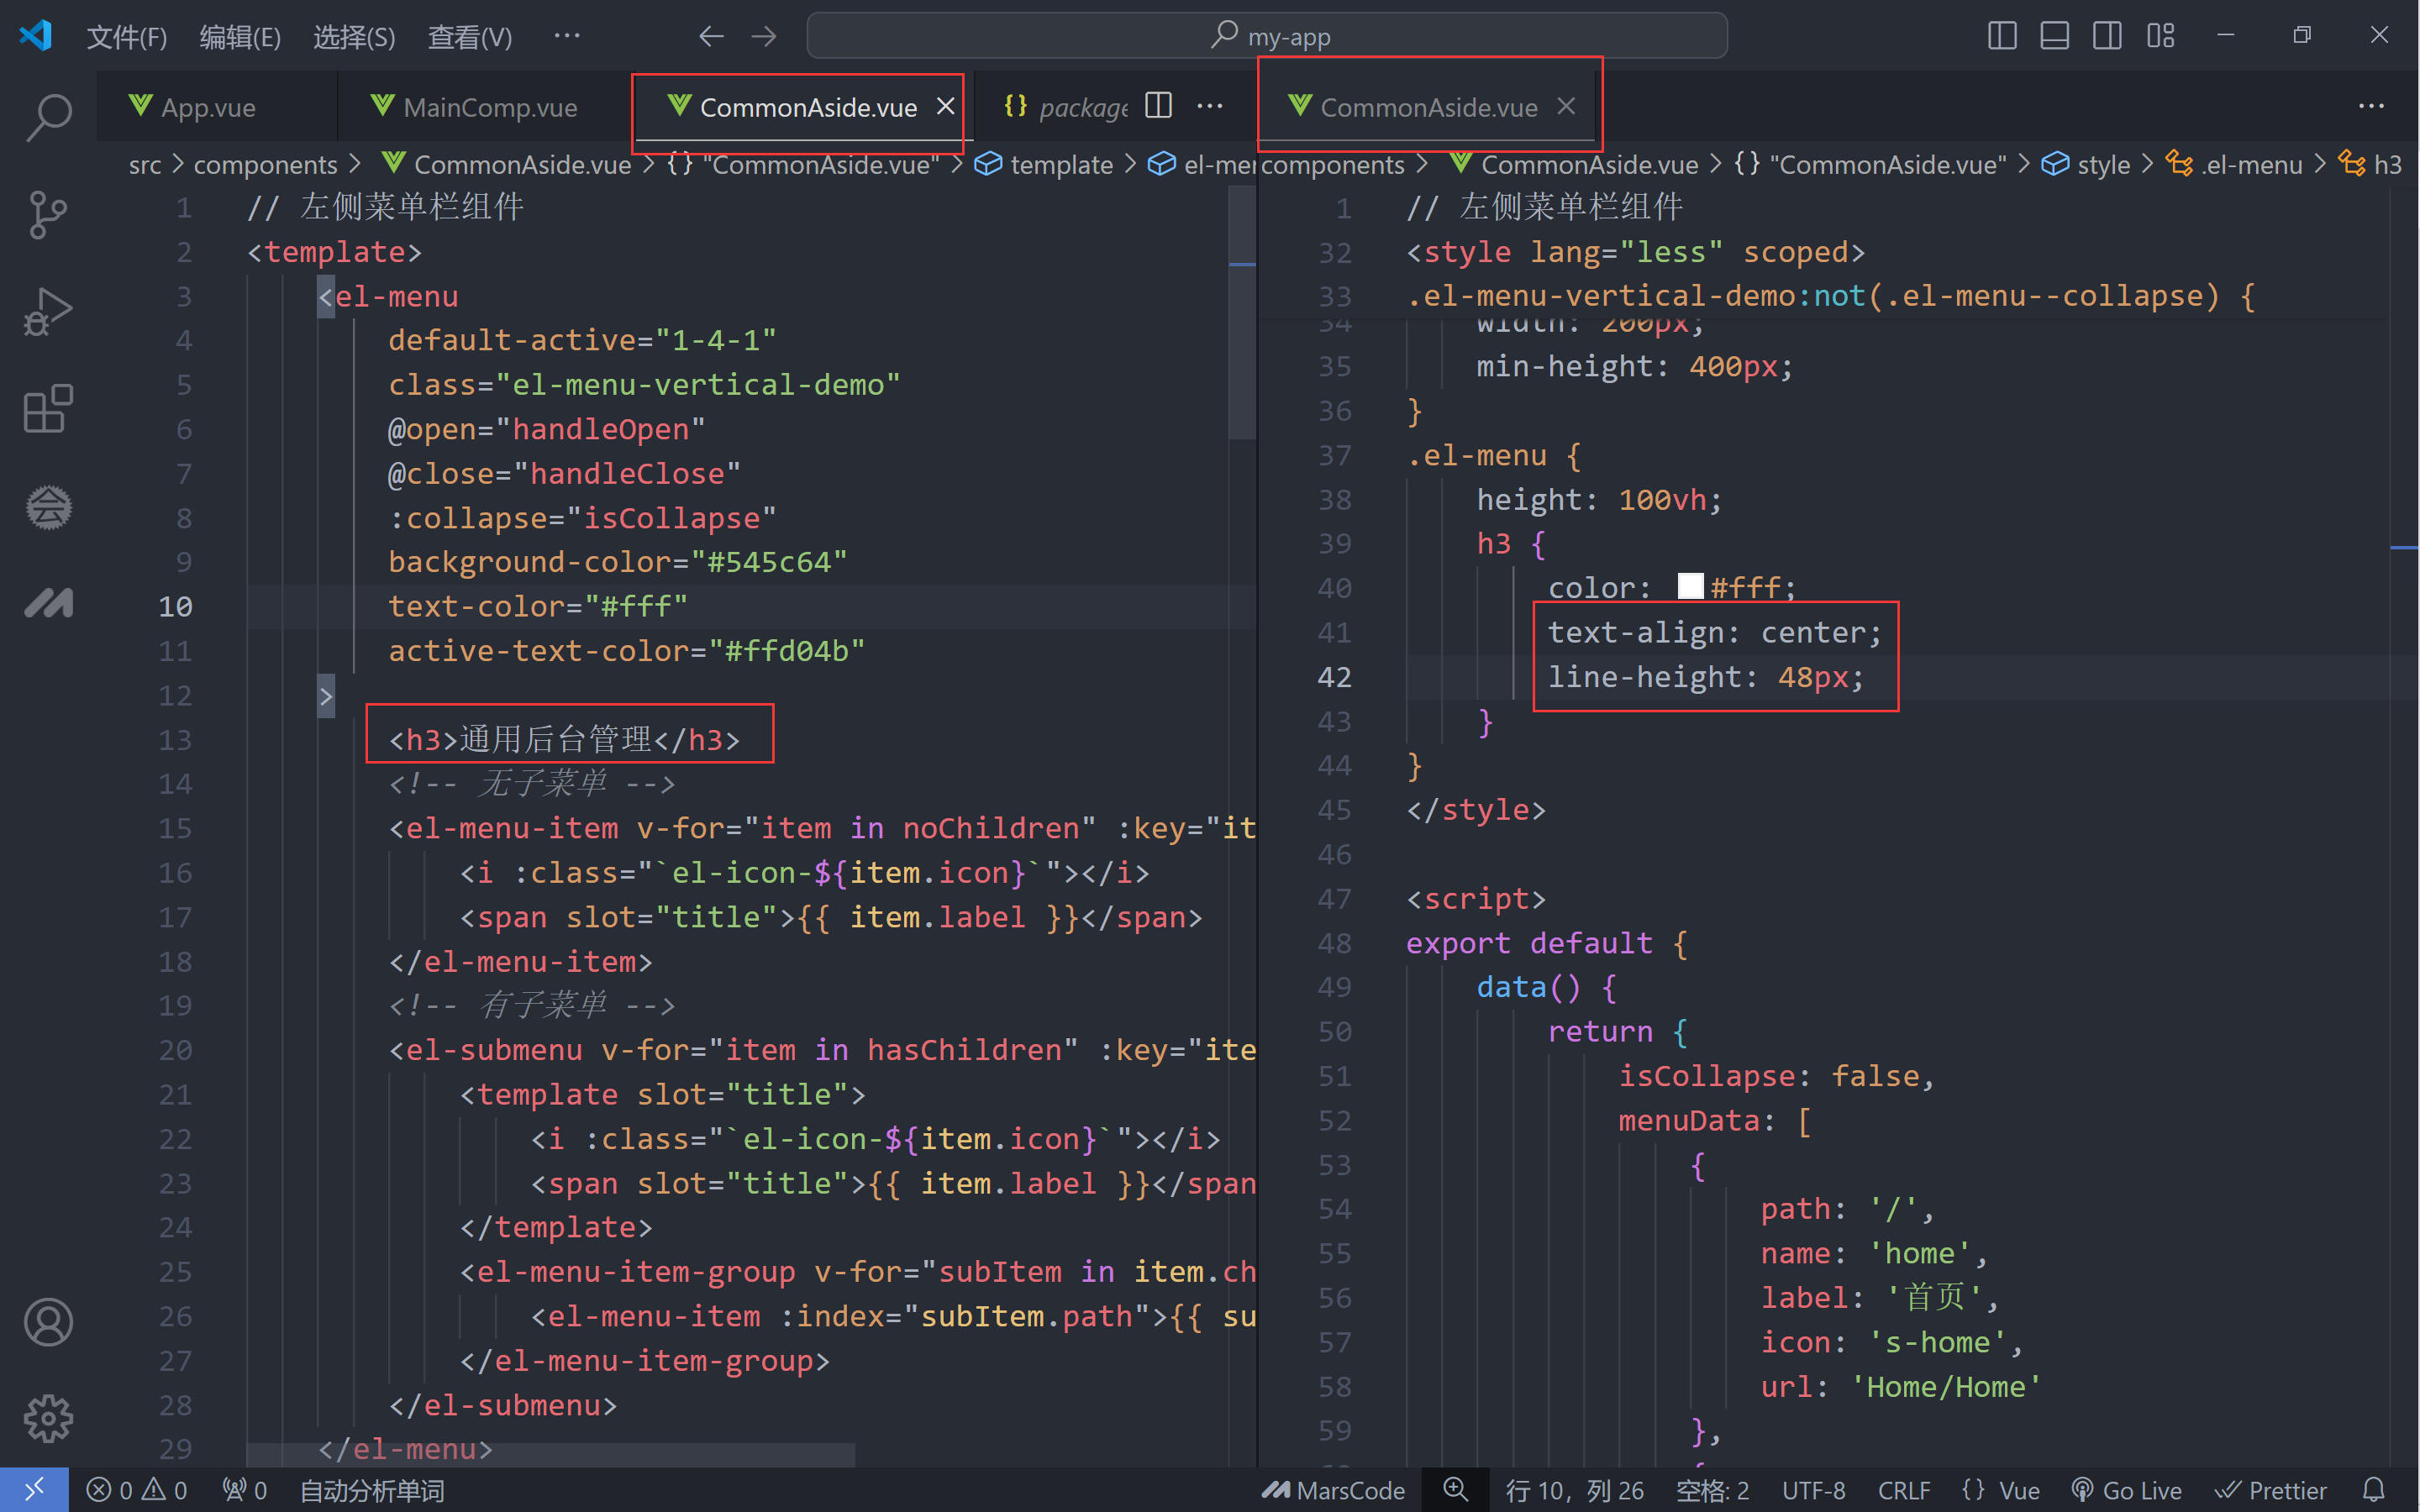 文件(F) 编辑(E) 选择(S) 查看(V) ··· my-app
App.vue MainComp.vue CommonAside.vue {} package ··· CommonAside.vue ···
src > components > CommonAside.vue > {} "CommonAside.vue" > template > el-mer
components > CommonAside.vue > {} "CommonAside.vue" > style > .el-menu > h3
1 // 左侧菜单栏组件
2 <template>
3 <el-menu
4 default-active="1-4-1"
5 class="el-menu-vertical-demo"
6 @open="handleOpen"
7 @close="handleClose"
8 :collapse="isCollapse"
9 background-color="#545c64"
10 text-color="#fff"
11 active-text-color="#ffd04b"
12 >
13 <h3>通用后台管理</h3>
14 <!-- 无子菜单 -->
15 <el-menu-item v-for="item in noChildren" :key="it
16 <i :class="`el-icon-${item.icon}`"></i>
17 <span slot="title">{{ item.label }}</span>
18 </el-menu-item>
19 <!-- 有子菜单 -->
20 <el-submenu v-for="item in hasChildren" :key="ite
21 <template slot="title">
22 <i :class="`el-icon-${item.icon}`"></i>
23 <span slot="title">{{ item.label }}</span
24 </template>
25 <el-menu-item-group v-for="subItem in item.ch
26 <el-menu-item :index="subItem.path">{{ su
27 </el-menu-item-group>
28 </el-submenu>
29 </el-menu>
1 // 左侧菜单栏组件
32 <style lang="less" scoped>
33 .el-menu-vertical-demo:not(.el-menu--collapse) {
34 width: 200px;
35 min-height: 400px;
36 }
37 .el-menu {
38 height: 100vh;
39 h3 {
40 color: #fff;
41 text-align: center;
42 line-height: 48px;
43 }
44 }
45 </style>
46
47 <script>
48 export default {
49 data() {
50 return {
51 isCollapse: false,
52 menuData: [
53 {
54 path: '/',
55 name: 'home',
56 label: '首页',
57 icon: 's-home',
58 url: 'Home/Home'
59 },
0 0 0 自动分析单词 MarsCode 行 10，列 26 空格: 2 UTF-8 CRLF {} Vue Go Live Prettier